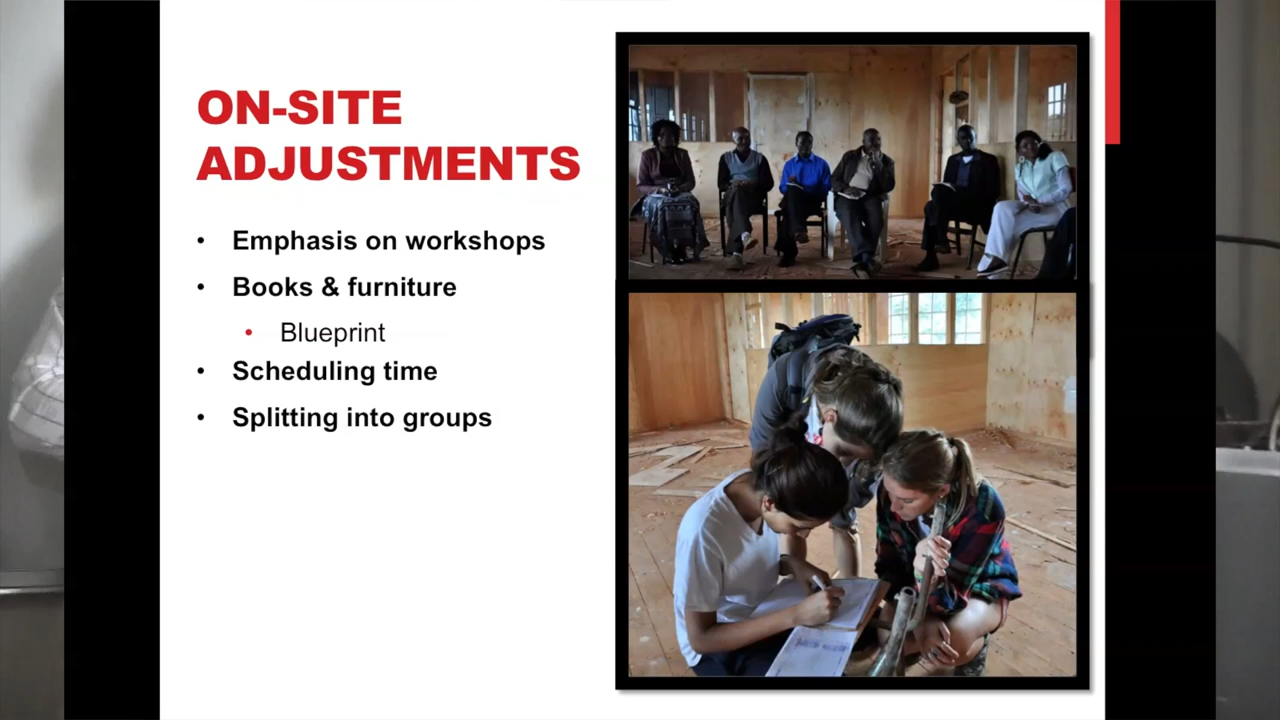 ON-SITE
ADJUSTMENTS
• Emphasis on workshops
• Books & furniture
• Blueprint
• Scheduling time
• Splitting into groups